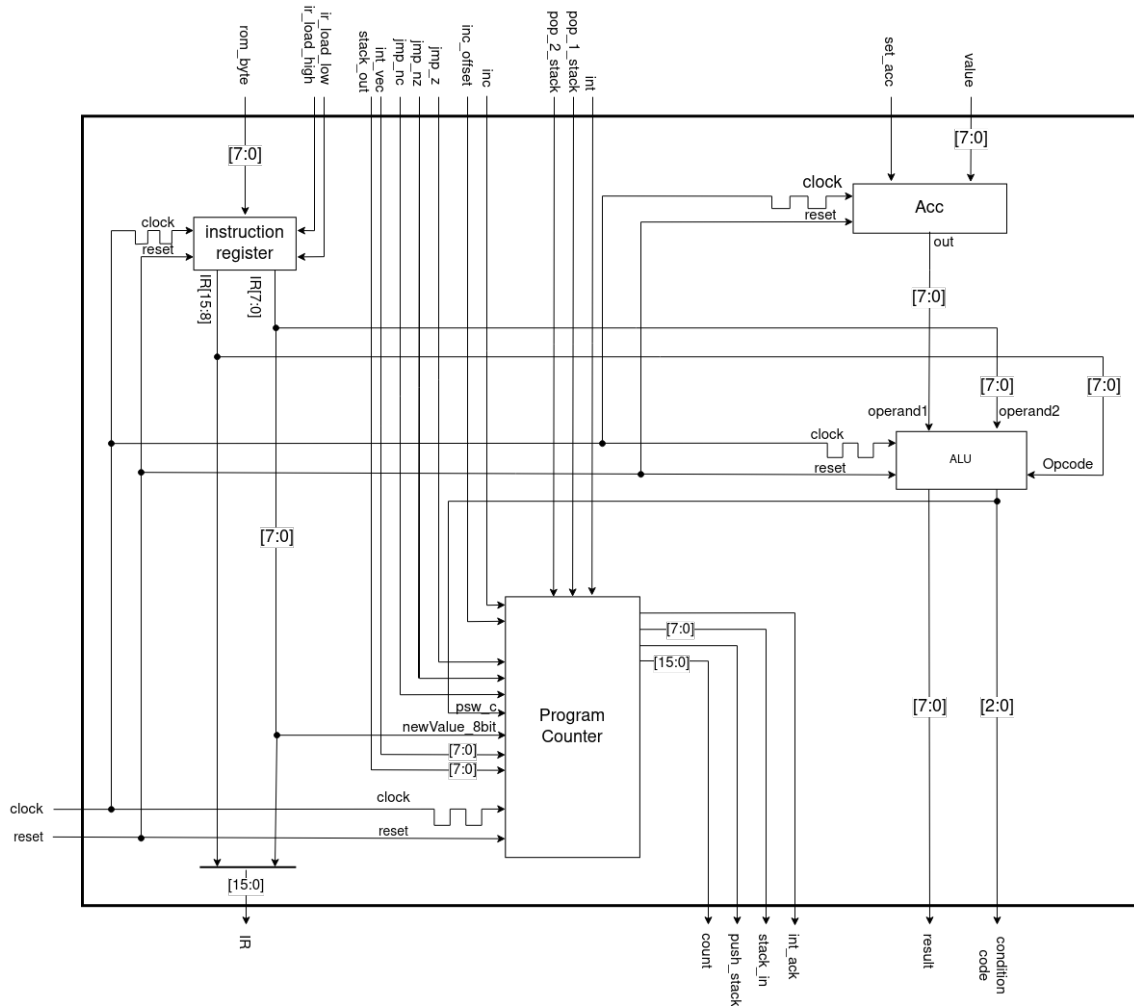 rom_byte
ir_load_high
ir_load_low
stack_out
int_vec
jmp_nc
jmp_nz
jmp_z
inc_offset
inc
pop_2_stack
pop_1_stack
int
set_acc
value
[7:0]
[7:0]
clock
reset
instruction
register
clock
reset
Acc
out
IR[15:8]
IR[7:0]
[7:0]
[7:0]
[7:0]
operand1
operand2
clock
reset
ALU
Opcode
[7:0]
psw_c
newValue_8bit
[7:0]
[7:0]
Program
Counter
[7:0]
[15:0]
[7:0]
[2:0]
clock
clock
reset
reset
[15:0]
IR
count
push_stack
stack_in
int_ack
result
condition
code